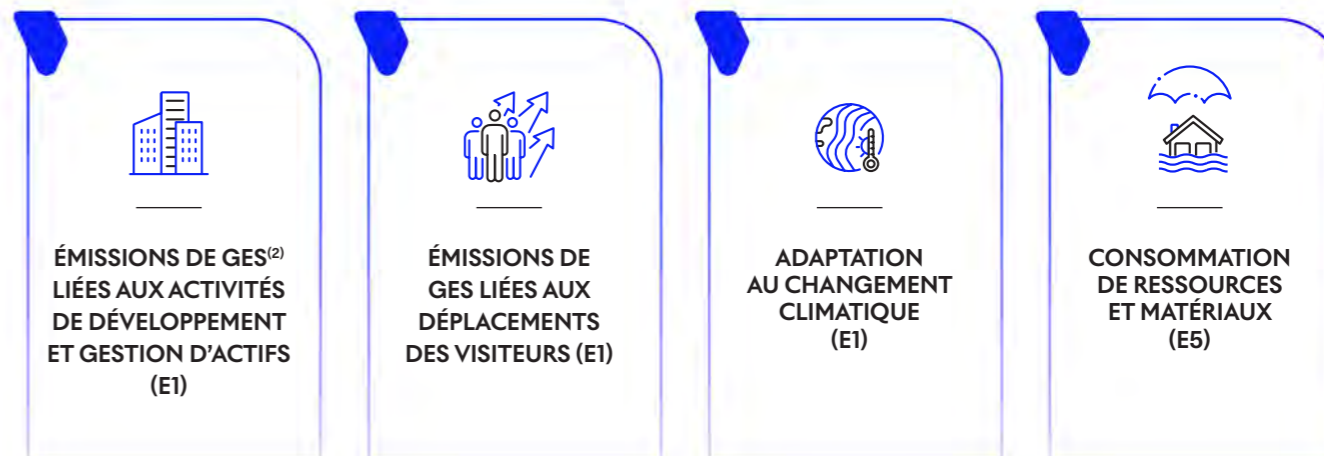 ÉMISSIONS DE GES(2)
LIÉES AUX ACTIVITÉS
DE DÉVELOPPEMENT
ET GESTION D’ACTIFS
(E1)
ÉMISSIONS DE
GES LIÉES AUX
DÉPLACEMENTS
DES VISITEURS (E1)
ADAPTATION
AU CHANGEMENT
CLIMATIQUE
(E1)
CONSOMMATION
DE RESSOURCES
ET MATÉRIAUX
(E5)